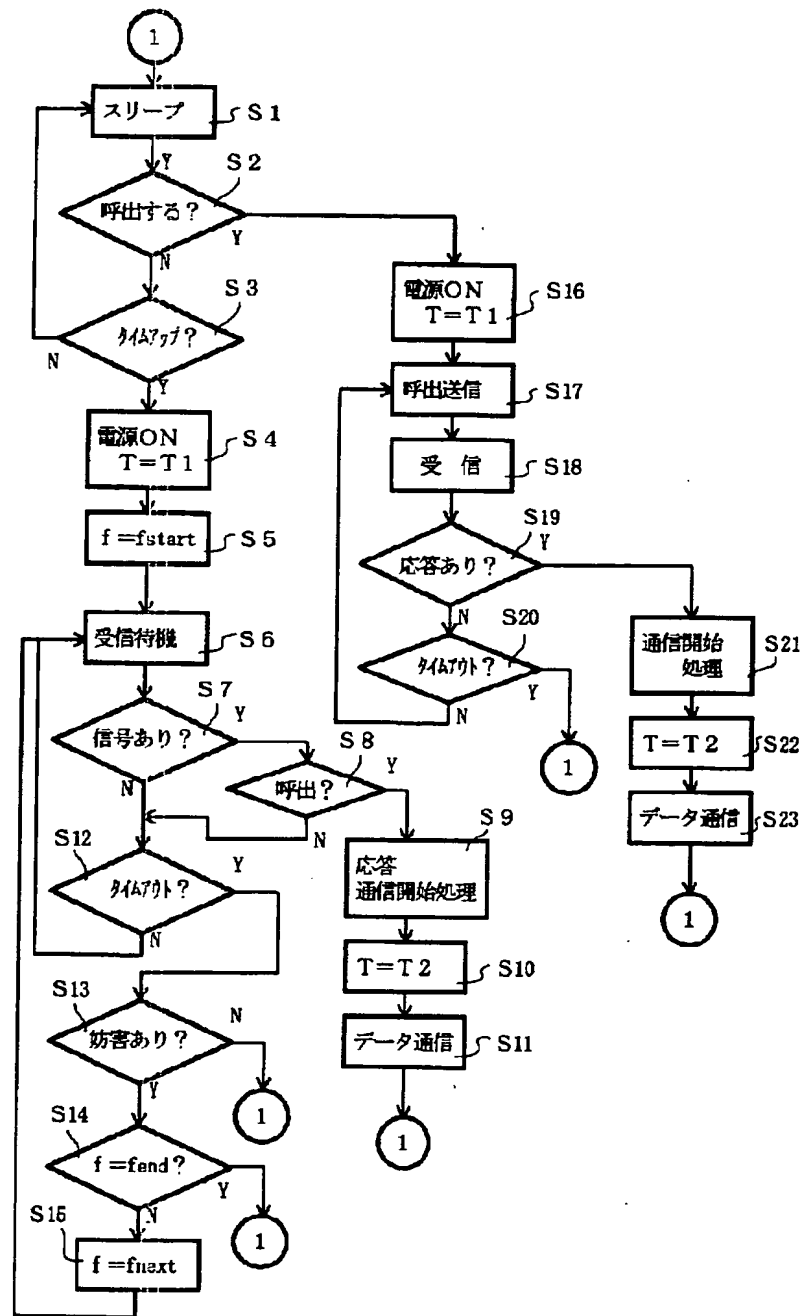 1
スリープ
S1
Y
S2
呼出する?
Y
N
S3
タイムアップ?
N
Y
電源ON
T=T1
S4
f=fstart
S5
受信待機
S6
S7
信号あり?
Y
N
S8
呼出?
Y
N
S9
応答
通信開始処理
T=T2
S10
データ通信
S11
1
S12
タイムアウト?
Y
N
S13
妨害あり?
N
Y
1
S14
f=fend?
Y
N
1
S15
f=fnext
電源ON
T=T1
S16
呼出送信
S17
受 信
S18
S19
応答あり?
Y
N
S20
タイムアウト?
Y
N
1
通信開始
処理
S21
T=T2
S22
データ通信
S23
1